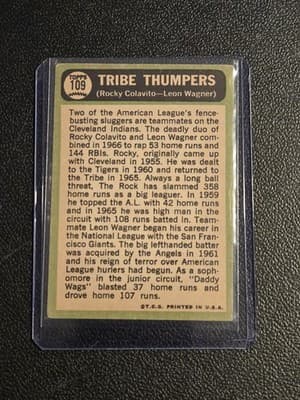 TOPPS
109
TRIBE THUMPERS
(Rocky Colavito—Leon Wagner)
Two of the American League's fence-
busting sluggers are teammates on the
Cleveland Indians. The deadly duo of
Rocky Colavito and Leon Wagner com-
bined in 1966 to rap 53 home runs and
144 RBIs. Rocky, originally came up
with Cleveland in 1955. He was dealt
to the Tigers in 1960 and returned to
the Tribe in 1965. Always a long ball
threat, The Rock has slammed 358
home runs as a big leaguer. In 1959
he topped the A.L. with 42 home runs
and in 1965 he was high man in the
circuit with 108 runs batted in. Team-
mate Leon Wagner began his career in
the National League with the San Fran-
cisco Giants. The big lefthanded batter
was acquired by the Angels in 1961
and his reign of terror over American
League hurlers had begun. As a soph-
omore in the junior circuit, "Daddy
Wags" blasted 37 home runs and
drove home 107 runs.
©T.C.G. PRINTED IN U.S.A.